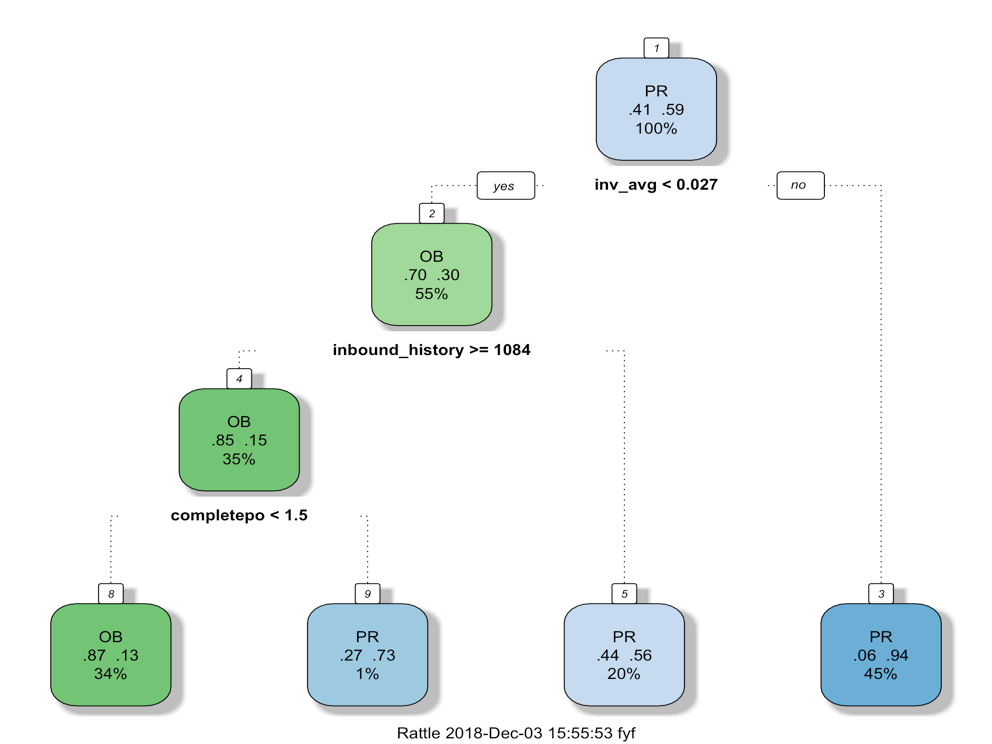 1
PR
.41 .59
100%
yes
inv_avg < 0.027
no
2
OB
.70 .30
55%
inbound_history >= 1084
4
OB
.85 .15
35%
completepo < 1.5
8
OB
.87 .13
34%
9
PR
.27 .73
1%
5
PR
.44 .56
20%
3
PR
.06 .94
45%
Rattle 2018-Dec-03 15:55:53 fyf